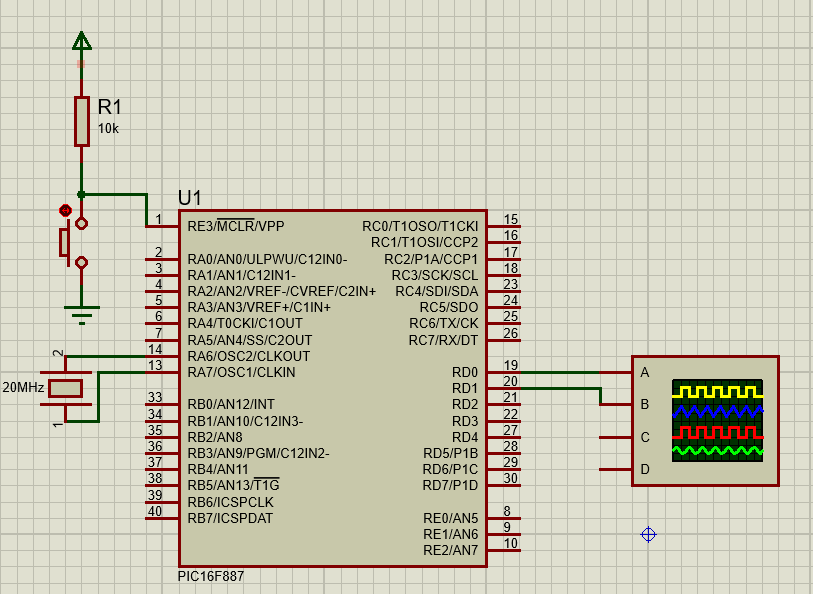 R1
10k
U1
1 RE3/MCLR/VPP RC0/T1OSO/T1CKI 15
RC1/T1OSI/CCP2 16
2 RA0/AN0/ULPWU/C12IN0- RC2/P1A/CCP1 17
3 RA1/AN1/C12IN1- RC3/SCK/SCL 18
4 RA2/AN2/VREF-/CVREF/C2IN+ RC4/SDI/SDA 23
5 RA3/AN3/VREF+/C1IN+ RC5/SDO 24
6 RA4/T0CKI/C1OUT RC6/TX/CK 25
7 RA5/AN4/SS/C2OUT RC7/RX/DT 26
2 14 RA6/OSC2/CLKOUT
13 RA7/OSC1/CLKIN RD0 19 A
20MHz RD1 20
33 RB0/AN12/INT RD2 21 B
1 34 RB1/AN10/C12IN3- RD3 22
35 RB2/AN8 RD4 27 C
36 RB3/AN9/PGM/C12IN2- RD5/P1B 28
37 RB4/AN11 RD6/P1C 29 D
38 RB5/AN13/T1G RD7/P1D 30
39 RB6/ICSPCLK
40 RB7/ICSPDAT RE0/AN5 8
RE1/AN6 9
RE2/AN7 10
PIC16F887